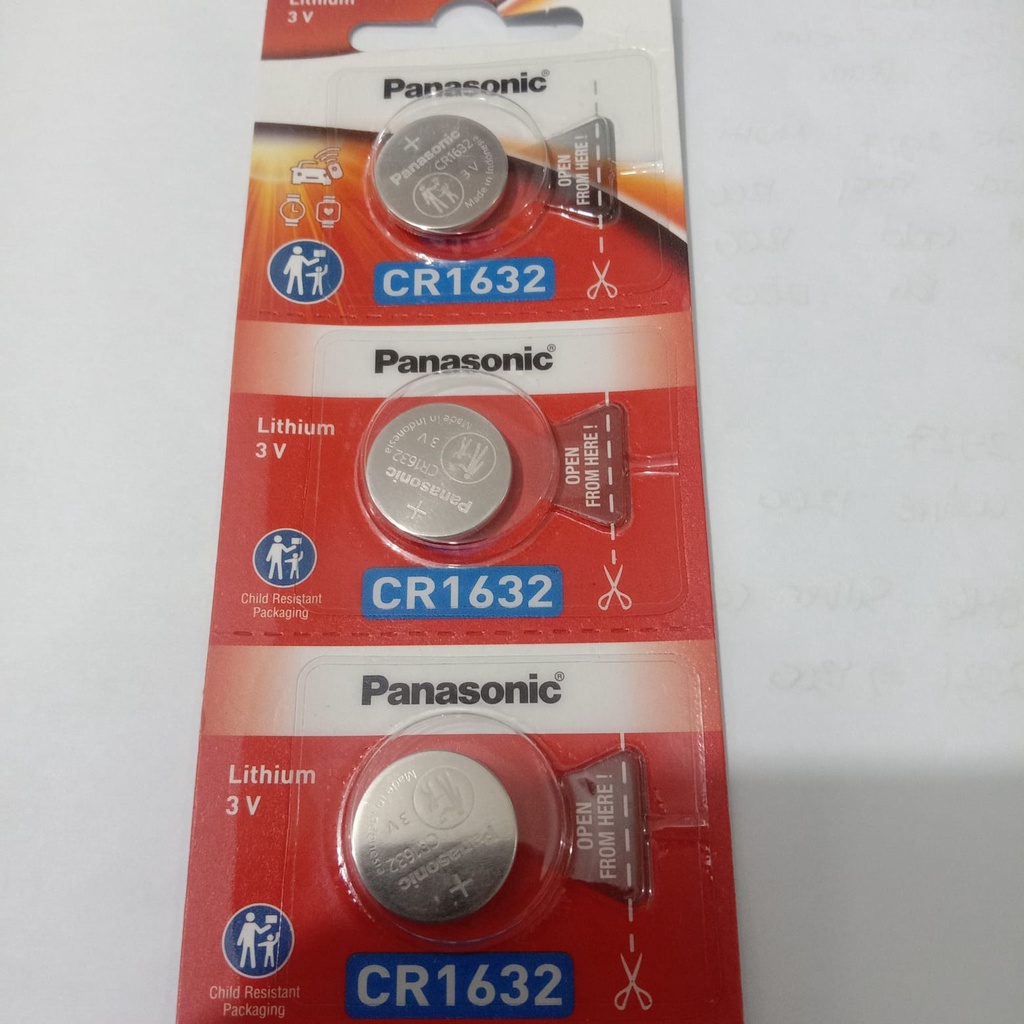 Lithium
3 V
Panasonic®
+
Panasonic
CR1632
3 V
Made in Indonesia
OPEN
FROM HERE!
CR1632
Panasonic®
Lithium
3 V
Made in Indonesia
3 V
CR1632
Panasonic
+
OPEN
FROM HERE!
Child Resistant
Packaging
CR1632
Panasonic®
Lithium
3 V
Made in Indonesia
3 V
CR1632
Panasonic
+
OPEN
FROM HERE!
Child Resistant
Packaging
CR1632